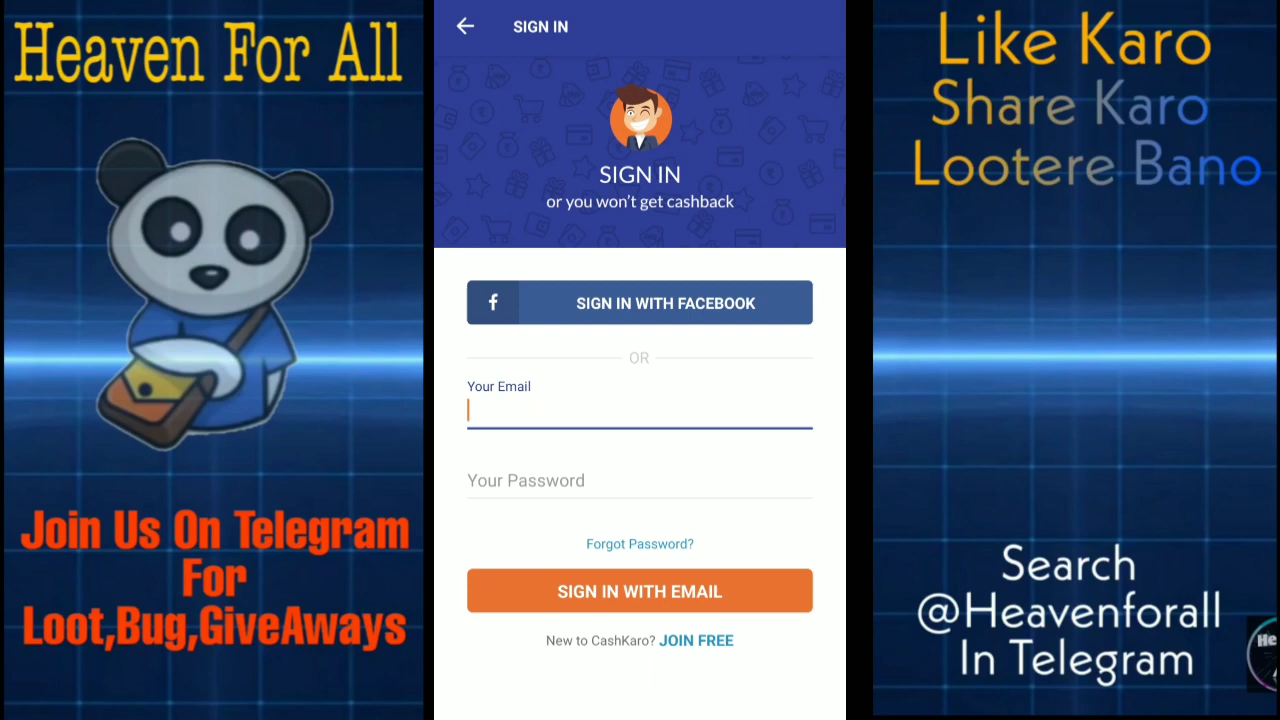 Heaven For All
Join Us On Telegram
For
Loot,Bug,GiveAways
SIGN IN
SIGN IN
or you won't get cashback
f
SIGN IN WITH FACEBOOK
OR
Your Email
Your Password
Forgot Password?
SIGN IN WITH EMAIL
New to CashKaro? JOIN FREE
Like Karo
Share Karo
Lootere Bano
Search
@Heavenforall
In Telegram
He